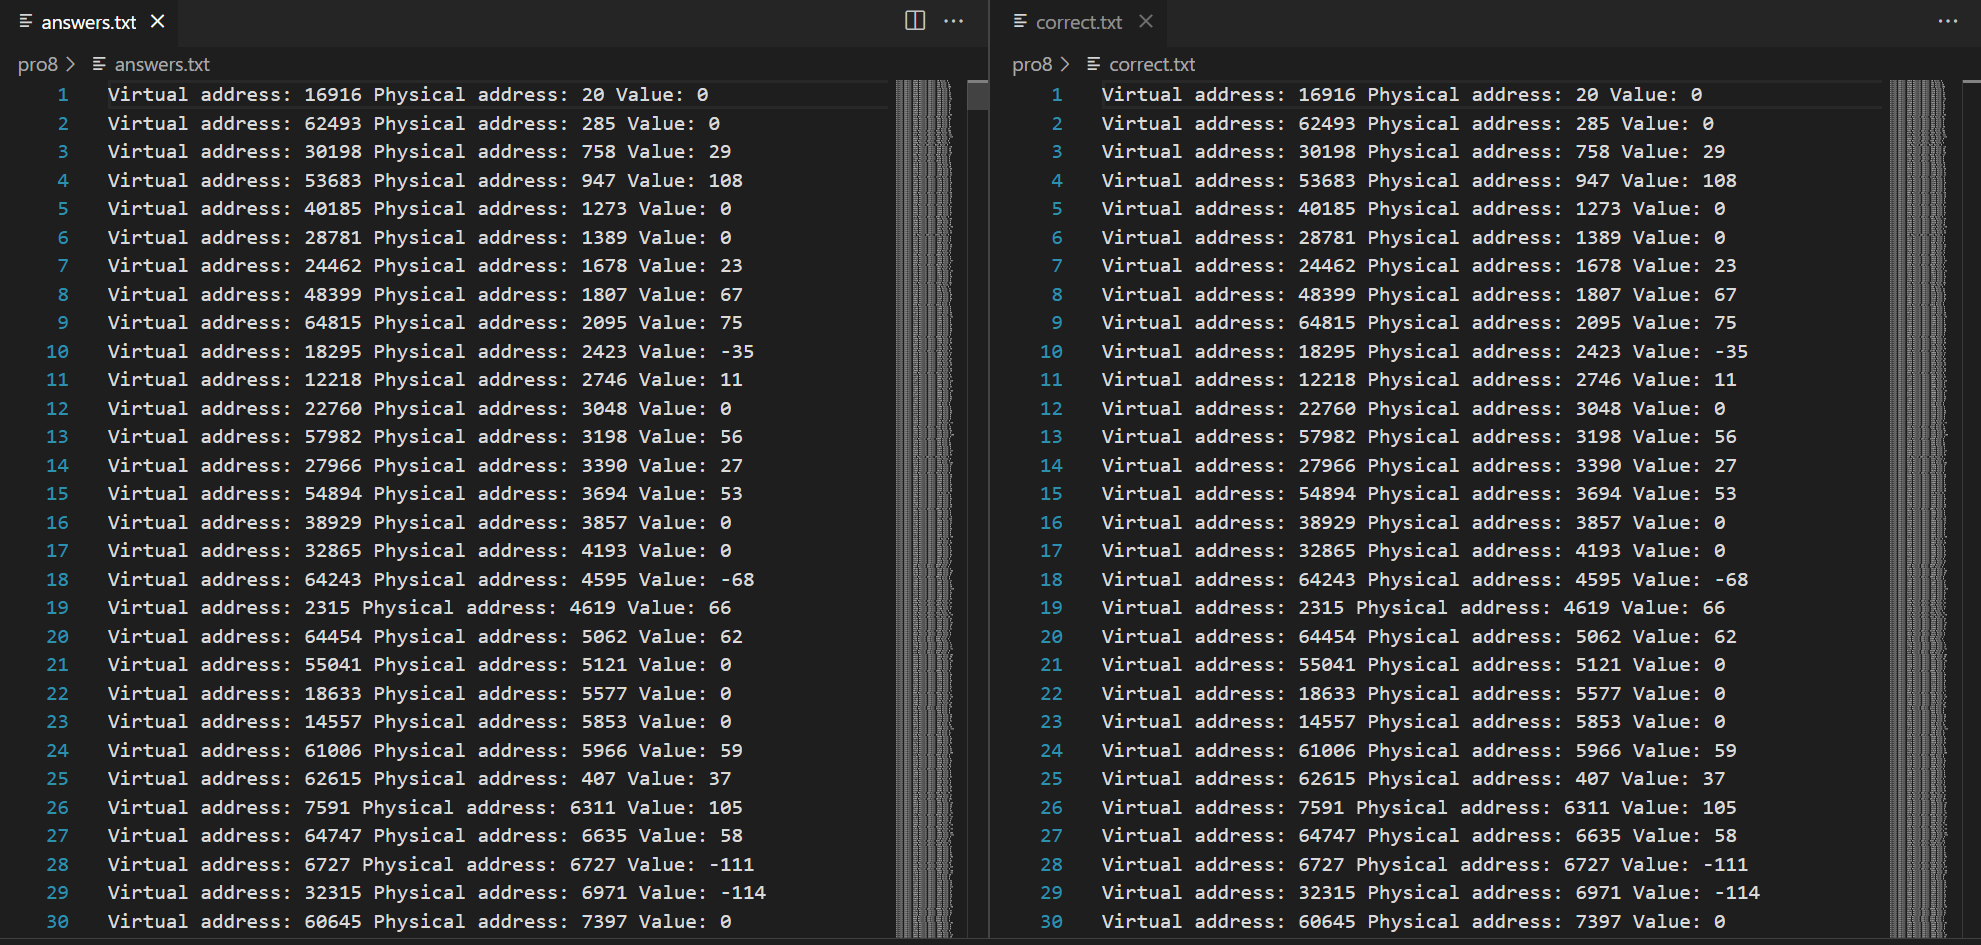 answers.txt
pro8 > answers.txt
1 Virtual address: 16916 Physical address: 20 Value: 0
2 Virtual address: 62493 Physical address: 285 Value: 0
3 Virtual address: 30198 Physical address: 758 Value: 29
4 Virtual address: 53683 Physical address: 947 Value: 108
5 Virtual address: 40185 Physical address: 1273 Value: 0
6 Virtual address: 28781 Physical address: 1389 Value: 0
7 Virtual address: 24462 Physical address: 1678 Value: 23
8 Virtual address: 48399 Physical address: 1807 Value: 67
9 Virtual address: 64815 Physical address: 2095 Value: 75
10 Virtual address: 18295 Physical address: 2423 Value: -35
11 Virtual address: 12218 Physical address: 2746 Value: 11
12 Virtual address: 22760 Physical address: 3048 Value: 0
13 Virtual address: 57982 Physical address: 3198 Value: 56
14 Virtual address: 27966 Physical address: 3390 Value: 27
15 Virtual address: 54894 Physical address: 3694 Value: 53
16 Virtual address: 38929 Physical address: 3857 Value: 0
17 Virtual address: 32865 Physical address: 4193 Value: 0
18 Virtual address: 64243 Physical address: 4595 Value: -68
19 Virtual address: 2315 Physical address: 4619 Value: 66
20 Virtual address: 64454 Physical address: 5062 Value: 62
21 Virtual address: 55041 Physical address: 5121 Value: 0
22 Virtual address: 18633 Physical address: 5577 Value: 0
23 Virtual address: 14557 Physical address: 5853 Value: 0
24 Virtual address: 61006 Physical address: 5966 Value: 59
25 Virtual address: 62615 Physical address: 407 Value: 37
26 Virtual address: 7591 Physical address: 6311 Value: 105
27 Virtual address: 64747 Physical address: 6635 Value: 58
28 Virtual address: 6727 Physical address: 6727 Value: -111
29 Virtual address: 32315 Physical address: 6971 Value: -114
30 Virtual address: 60645 Physical address: 7397 Value: 0
correct.txt
pro8 > correct.txt
1 Virtual address: 16916 Physical address: 20 Value: 0
2 Virtual address: 62493 Physical address: 285 Value: 0
3 Virtual address: 30198 Physical address: 758 Value: 29
4 Virtual address: 53683 Physical address: 947 Value: 108
5 Virtual address: 40185 Physical address: 1273 Value: 0
6 Virtual address: 28781 Physical address: 1389 Value: 0
7 Virtual address: 24462 Physical address: 1678 Value: 23
8 Virtual address: 48399 Physical address: 1807 Value: 67
9 Virtual address: 64815 Physical address: 2095 Value: 75
10 Virtual address: 18295 Physical address: 2423 Value: -35
11 Virtual address: 12218 Physical address: 2746 Value: 11
12 Virtual address: 22760 Physical address: 3048 Value: 0
13 Virtual address: 57982 Physical address: 3198 Value: 56
14 Virtual address: 27966 Physical address: 3390 Value: 27
15 Virtual address: 54894 Physical address: 3694 Value: 53
16 Virtual address: 38929 Physical address: 3857 Value: 0
17 Virtual address: 32865 Physical address: 4193 Value: 0
18 Virtual address: 64243 Physical address: 4595 Value: -68
19 Virtual address: 2315 Physical address: 4619 Value: 66
20 Virtual address: 64454 Physical address: 5062 Value: 62
21 Virtual address: 55041 Physical address: 5121 Value: 0
22 Virtual address: 18633 Physical address: 5577 Value: 0
23 Virtual address: 14557 Physical address: 5853 Value: 0
24 Virtual address: 61006 Physical address: 5966 Value: 59
25 Virtual address: 62615 Physical address: 407 Value: 37
26 Virtual address: 7591 Physical address: 6311 Value: 105
27 Virtual address: 64747 Physical address: 6635 Value: 58
28 Virtual address: 6727 Physical address: 6727 Value: -111
29 Virtual address: 32315 Physical address: 6971 Value: -114
30 Virtual address: 60645 Physical address: 7397 Value: 0